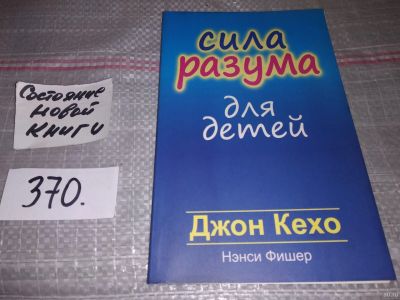 Состояние
новой
книги
370.
сила
разума
для
детей
Джон Кехо
Нэнси Фишер